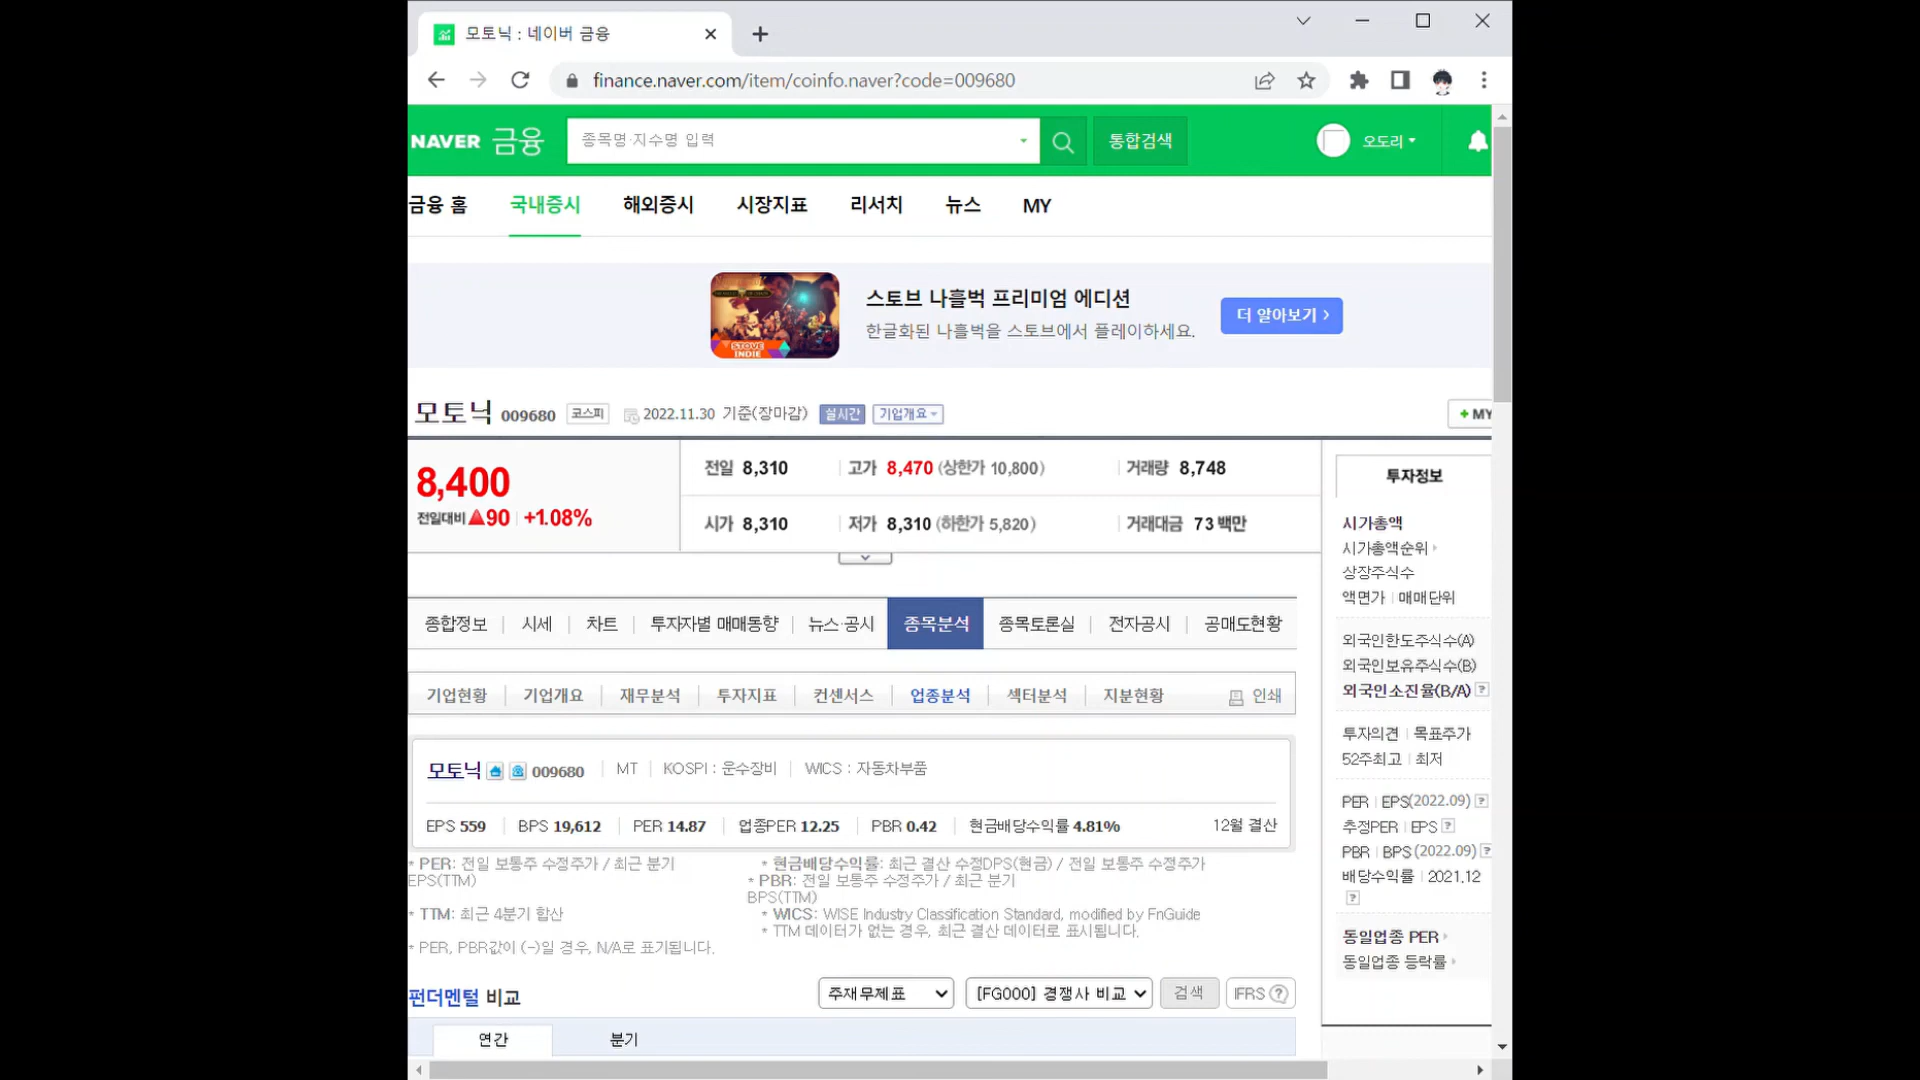 모토닉 : 네이버 금융
finance.naver.com/item/coinfo.naver?code=009680
NAVER 금융
종목명·지수명 입력
통합검색
오도리
금융 홈 국내증시 해외증시 시장지표 리서치 뉴스 MY
스토브 나흘벅 프리미엄 에디션
한글화된 나흘벅을 스토브에서 플레이하세요.
더 알아보기 >
STOVE
INDIE
모토닉 009680 코스피 2022.11.30 기준(장마감) 실시간 기업개요
+ MY
8,400
전일대비 ▲90 +1.08%
전일 8,310 고가 8,470 (상한가 10,800) 거래량 8,748
시가 8,310 저가 8,310 (하한가 5,820) 거래대금 73 백만
종합정보 시세 차트 투자자별 매매동향 뉴스·공시 종목분석 종목토론실 전자공시 공매도현황
기업현황 기업개요 재무분석 투자지표 컨센서스 업종분석 섹터분석 지분현황 인쇄
모토닉 009680 MT KOSPI : 운수장비 WICS : 자동차부품
EPS 559 BPS 19,612 PER 14.87 업종PER 12.25 PBR 0.42 현금배당수익률 4.81% 12월 결산
* PER: 전일 보통주 수정주가 / 최근 분기
EPS(TTM)
* TTM: 최근 4분기 합산
* PER, PBR값이 (-)일 경우, N/A로 표기됩니다.
* 현금배당수익률: 최근 결산 수정DPS(현금) / 전일 보통주 수정주가
* PBR: 전일 보통주 수정주가 / 최근 분기
BPS(TTM)
* WICS: WISE Industry Classification Standard, modified by FnGuide
* TTM 데이터가 없는 경우, 최근 결산 데이터로 표시됩니다.
펀더멘털 비교 주재무제표 [FG000] 경쟁사 비교 검색 IFRS ?
연간 분기
투자정보
시가총액
시가총액순위
상장주식수
액면가 매매단위
외국인한도주식수(A)
외국인보유주식수(B)
외국인소진율(B/A) ?
투자의견 목표주가
52주최고 최저
PER EPS(2022.09) ?
추정PER EPS ?
PBR BPS (2022.09) ?
배당수익률 2021.12
?
동일업종 PER
동일업종 등락률